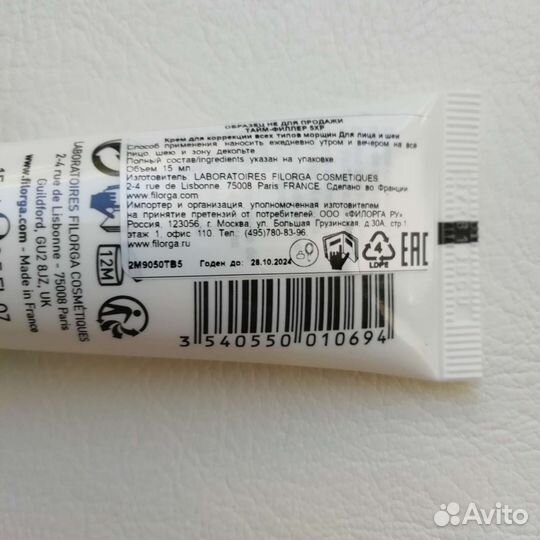 ОБРАЗЕЦ НЕ ДЛЯ ПРОДАЖИ
ТАЙМ-ФИЛЛЕР 5ХР
Крем для коррекции всех типов морщин Для лица и шеи
Способ применения: наносить ежедневно утром и вечером на все
лицо, шею и зону декольте
Полный состав/ingredients указан на упаковке
Объем 15 мл.
Изготовитель: LABORATOIRES FILORGA COSMETIQUES
2-4 rue de Lisbonne. 75008 Paris FRANCE. Сделано во Франции
www.filorga.com
Импортер и организация, уполномоченная изготовителем
на принятие претензий от потребителей: ООО «ФИЛОРГА РУ»
Россия, 123056, г. Москва, ул. Большая Грузинская, д.30А, стр.1
этаж 1, офис 110. Тел: (495)780-83-96.
www.filorga.ru
2M9050TB5 Годен до: 28.10.2024
4
LDPE
EAC
3 540550 010694
LABORATOIRES FILORGA COSMÉTIQUES
2-4 rue de Lisbonne - 75008 Paris
Guildford, GU2 8JZ, UK
www.filorga.com - Made in France
12M
Avito